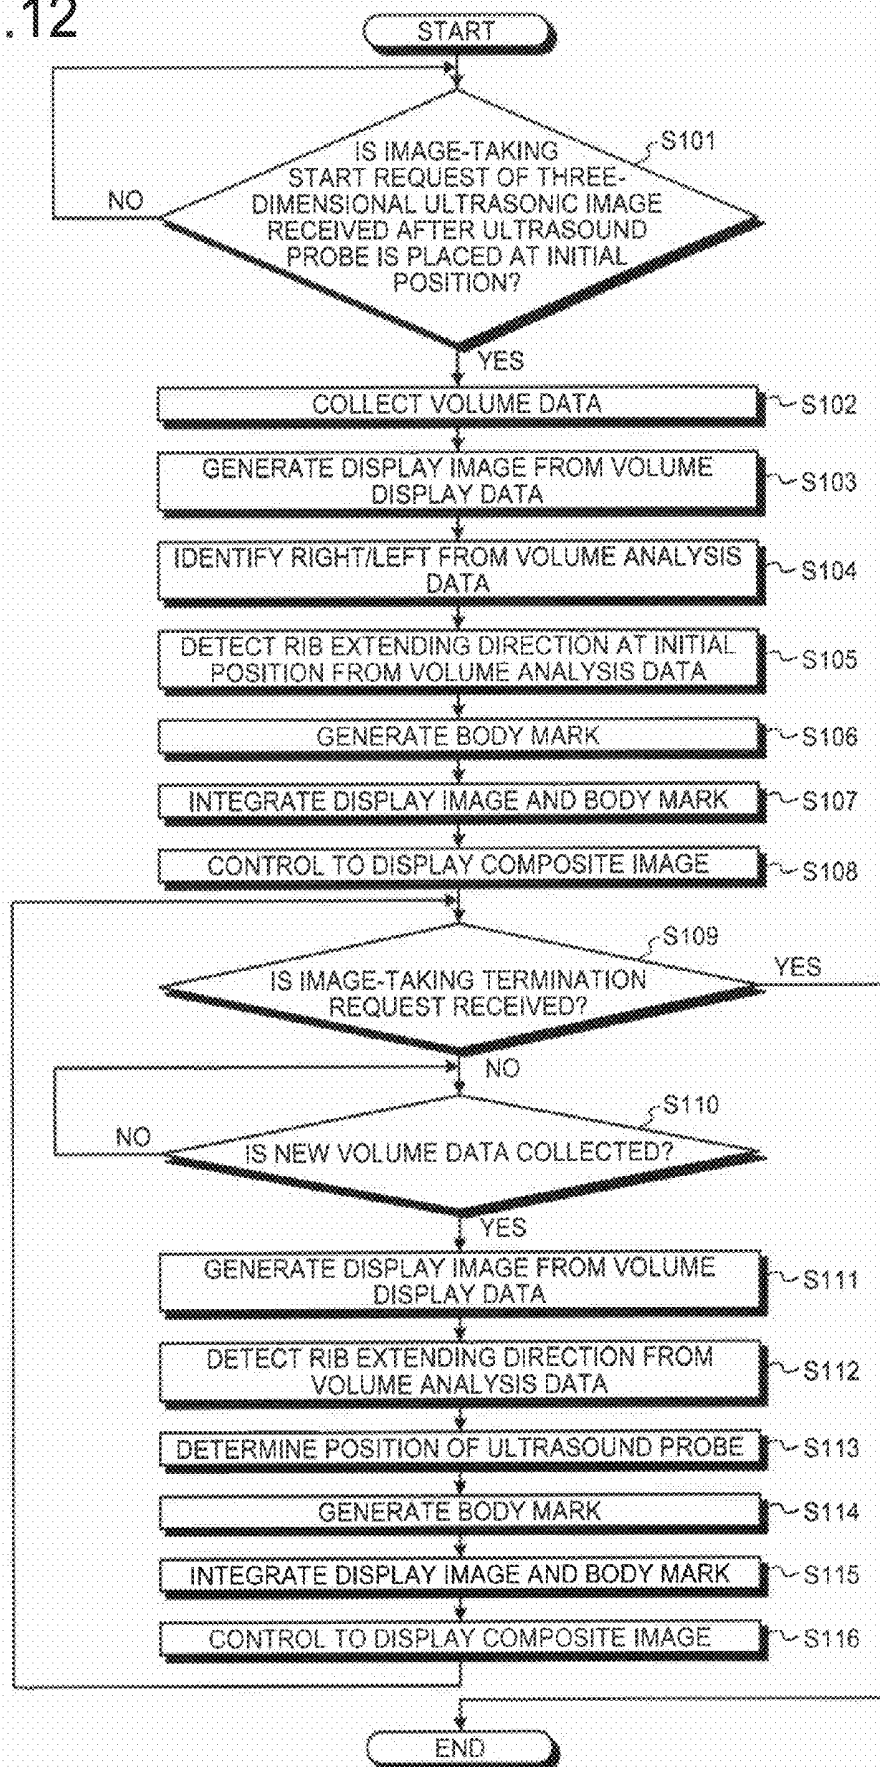 .12
START
IS IMAGE-TAKING
START REQUEST OF THREE-
DIMENSIONAL ULTRASONIC IMAGE
RECEIVED AFTER ULTRASOUND
PROBE IS PLACED AT INITIAL
POSITION?
S101
NO
YES
COLLECT VOLUME DATA
S102
GENERATE DISPLAY IMAGE FROM VOLUME
DISPLAY DATA
S103
IDENTIFY RIGHT/LEFT FROM VOLUME ANALYSIS
DATA
S104
DETECT RIB EXTENDING DIRECTION AT INITIAL
POSITION FROM VOLUME ANALYSIS DATA
S105
GENERATE BODY MARK
S106
INTEGRATE DISPLAY IMAGE AND BODY MARK
S107
CONTROL TO DISPLAY COMPOSITE IMAGE
S108
S109
IS IMAGE-TAKING TERMINATION
REQUEST RECEIVED?
YES
NO
S110
NO
IS NEW VOLUME DATA COLLECTED?
YES
GENERATE DISPLAY IMAGE FROM VOLUME
DISPLAY DATA
S111
DETECT RIB EXTENDING DIRECTION FROM
VOLUME ANALYSIS DATA
S112
DETERMINE POSITION OF ULTRASOUND PROBE
S113
GENERATE BODY MARK
S114
INTEGRATE DISPLAY IMAGE AND BODY MARK
S115
CONTROL TO DISPLAY COMPOSITE IMAGE
S116
END